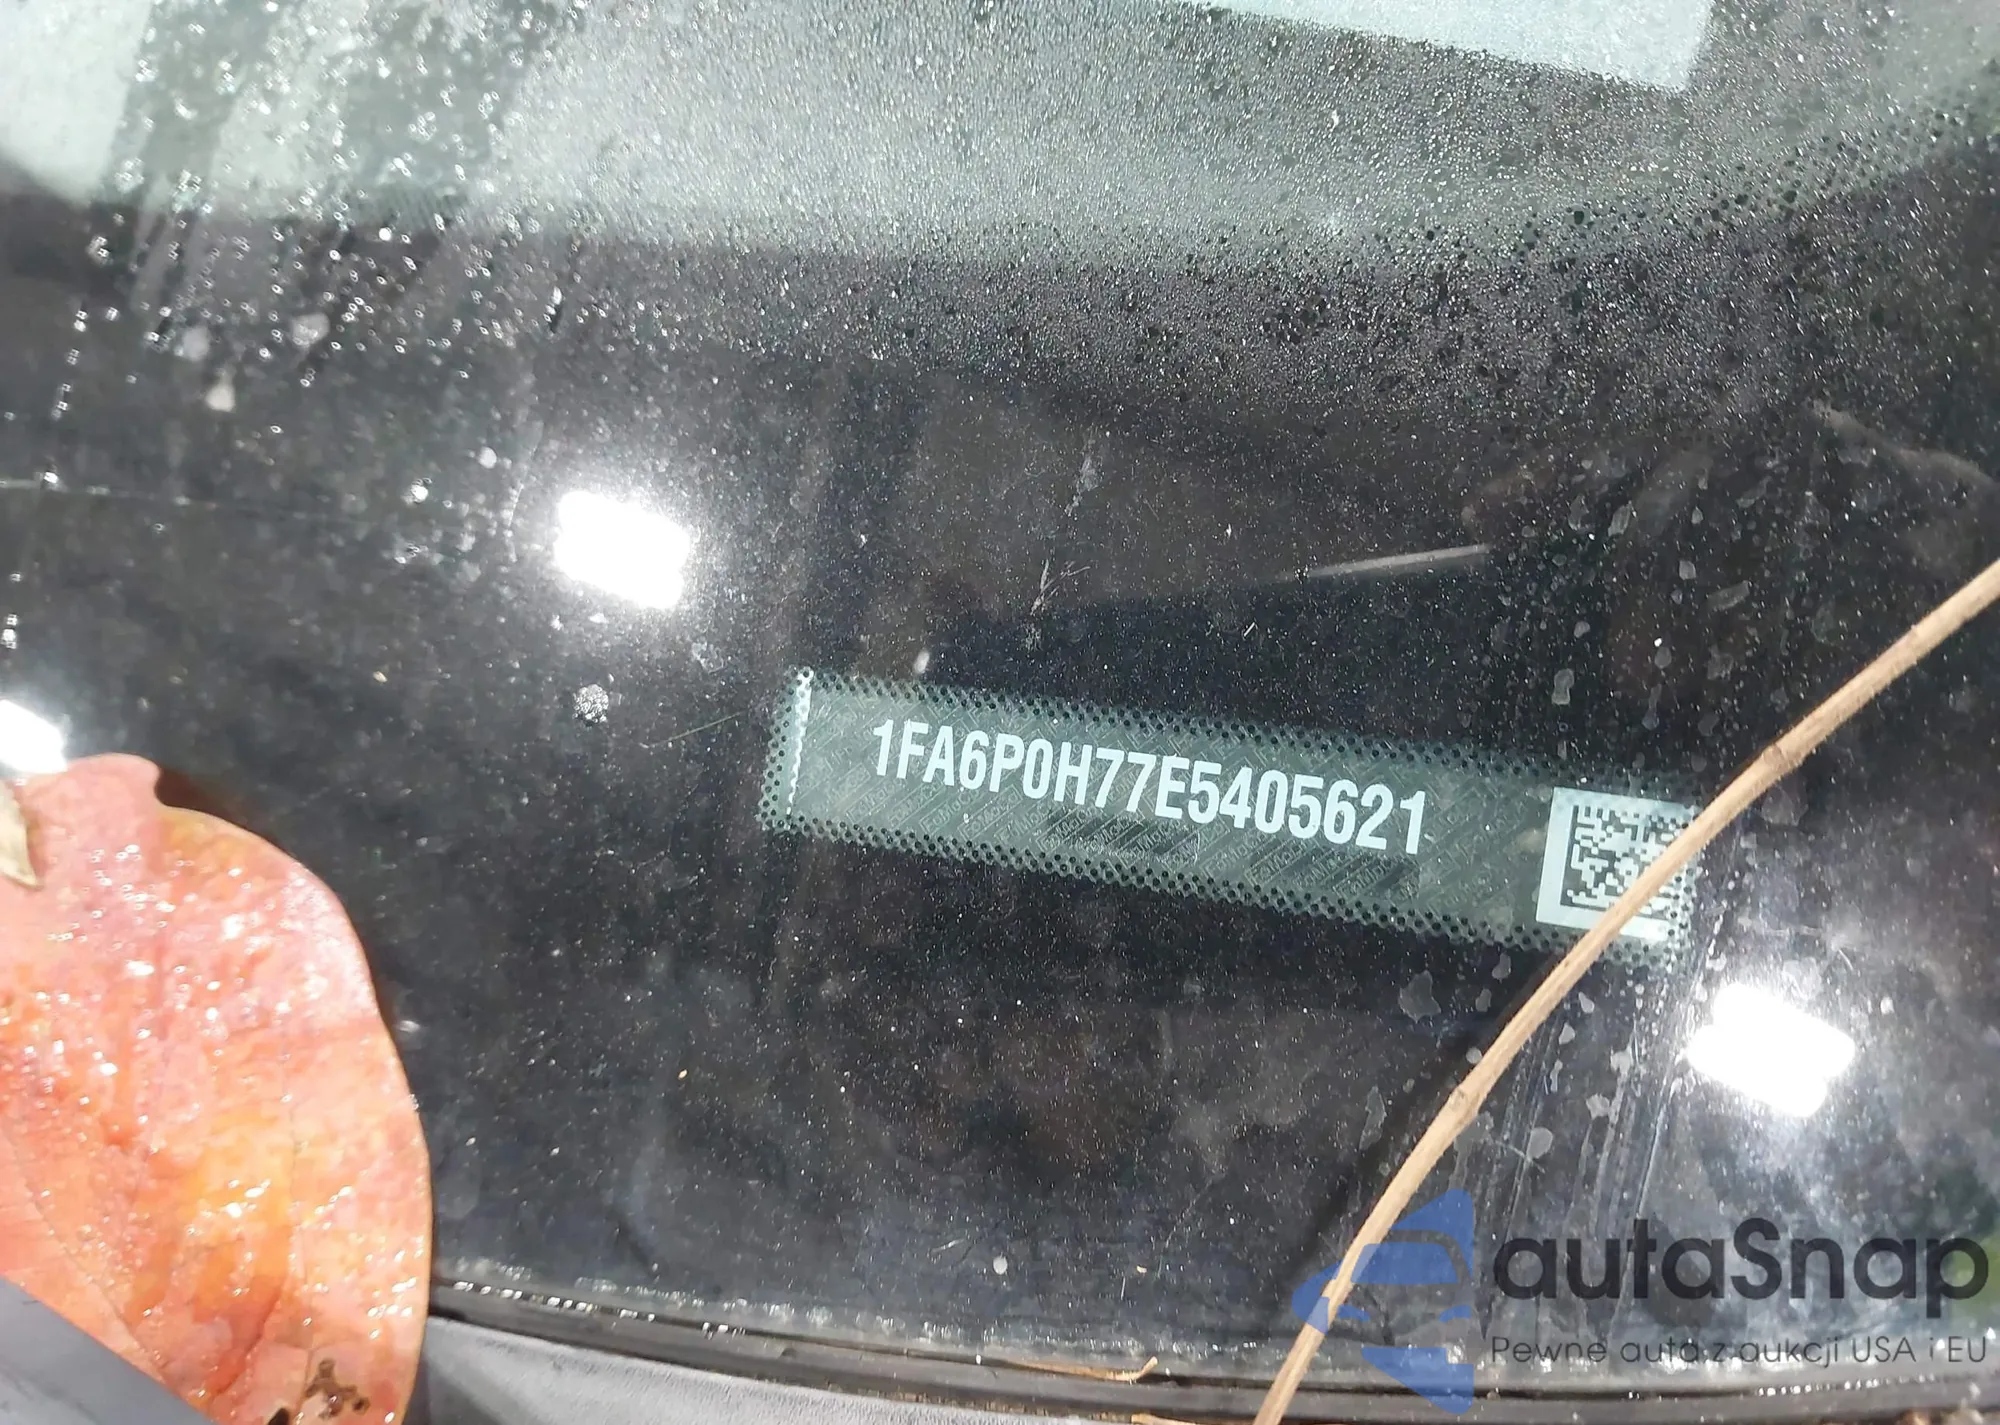 1FA6P0H77E5405621
autaSnap
Pewne auta z aukcji USA i EU